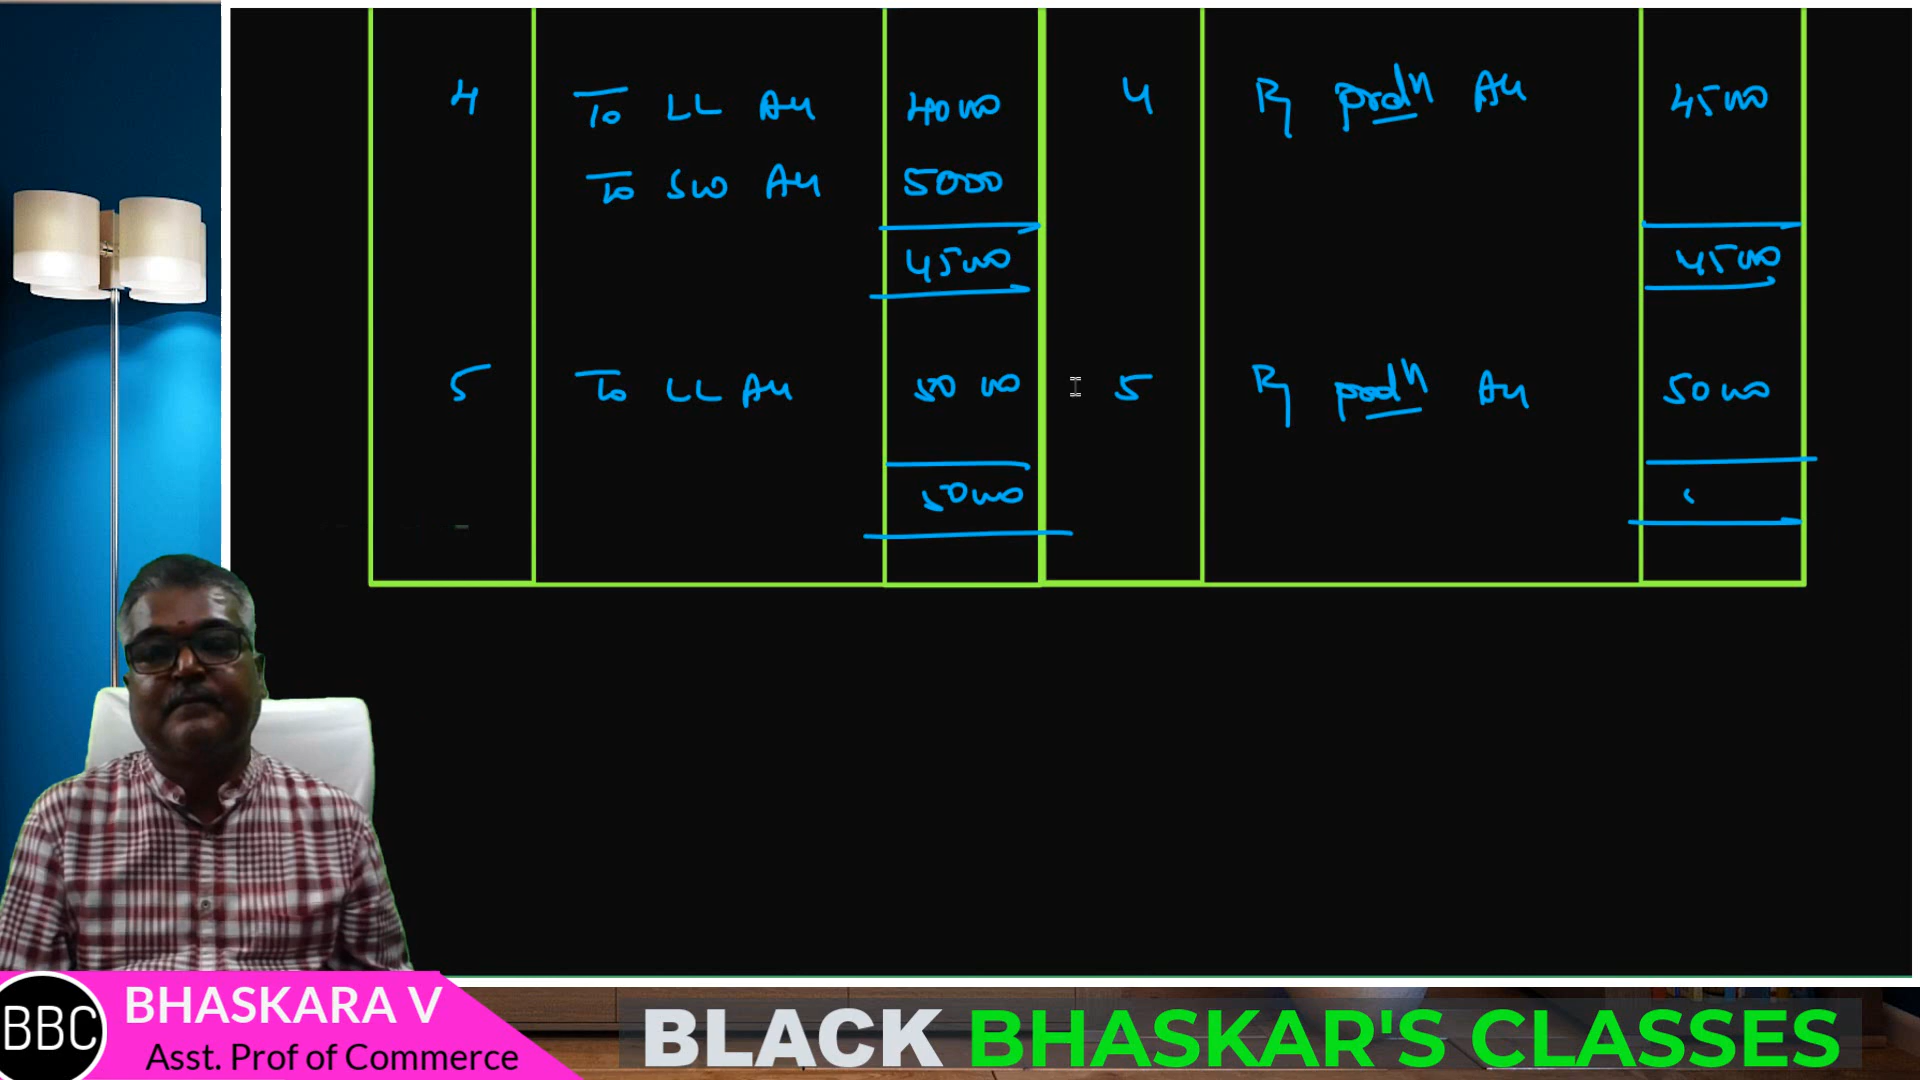 4 To LL A/c 40000 4 By prodn A/c 45000
To SW A/c 5000
45000 45000
5 To LL A/c 50000 5 By prodn A/c 50000
50000
BBC
BHASKARA V
Asst. Prof of Commerce
BLACK BHASKAR'S CLASSES